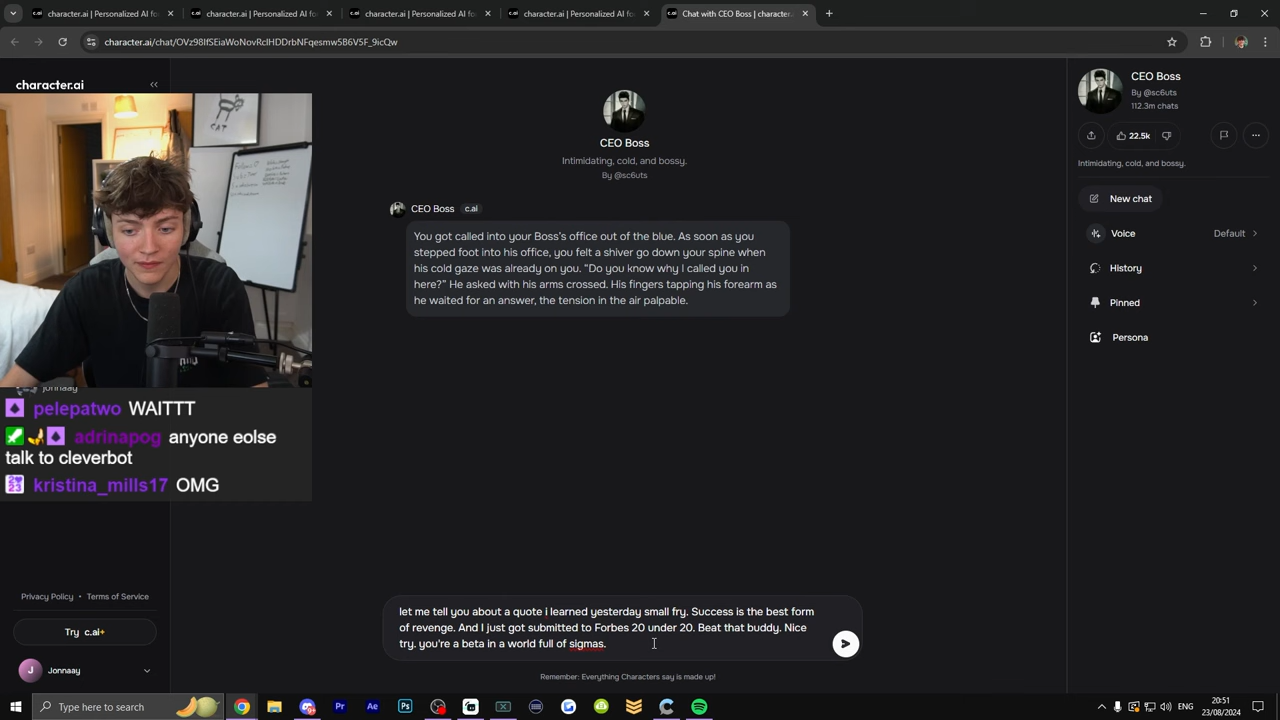 character.ai | Personalized AI fo
character.ai | Personalized AI fo
character.ai | Personalized AI fo
character.ai | Personalized AI fo
Chat with CEO Boss | character.
character.ai/chat/OVz98IfSEiaWoNovRcIHDDrbNFqesmw5B6V5F_9icQw
character.ai
CEO Boss
Intimidating, cold, and bossy.
By @sc6uts
CEO Boss c.ai
You got called into your Boss's office out of the blue. As soon as you
stepped foot into his office, you felt a shiver go down your spine when
his cold gaze was already on you. "Do you know why I called you in
here?" He asked with his arms crossed. His fingers tapping his forearm as
he waited for an answer, the tension in the air palpable.
CEO Boss
By @sc6uts
112.3m chats
22.5k
Intimidating, cold, and bossy.
New chat
Voice Default
History
Pinned
Persona
CAT
jonnaay
pelepatwo WAITTT
adrinapog anyone eolse
talk to cleverbot
kristina_mills17 OMG
Privacy Policy • Terms of Service
Try c.ai+
J Jonnaay
let me tell you about a quote i learned yesterday small fry. Success is the best form
of revenge. And I just got submitted to Forbes 20 under 20. Beat that buddy. Nice
try. you're a beta in a world full of sigmas.
Remember: Everything Characters say is made up!
Type here to search
Pr
Ae
Ps
ENG
20:51
23/08/2024